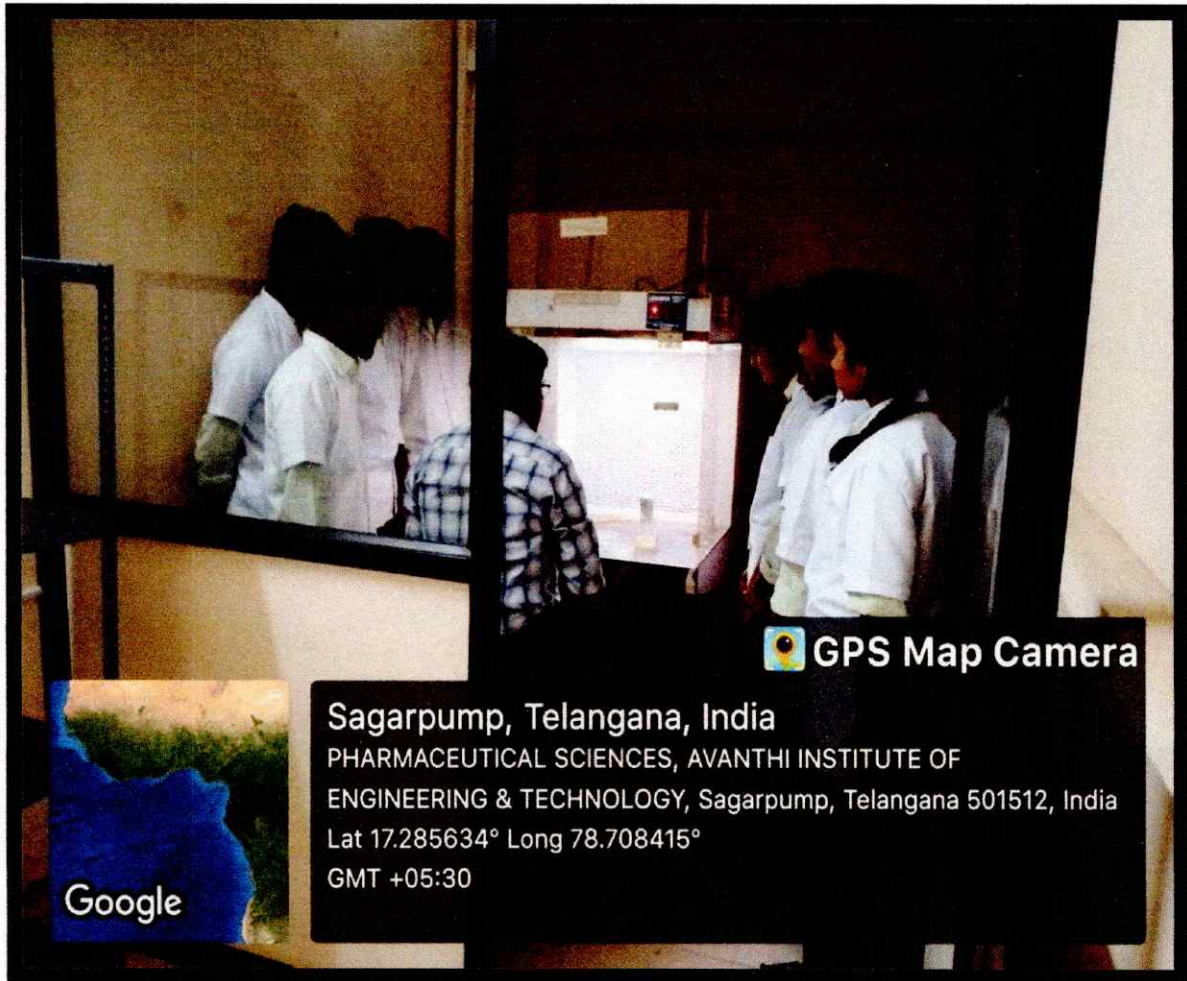 GPS Map Camera
Sagarpump, Telangana, India
PHARMACEUTICAL SCIENCES, AVANTHI INSTITUTE OF
ENGINEERING & TECHNOLOGY, Sagarpump, Telangana 501512, India
Lat 17.285634° Long 78.708415°
GMT +05:30
Google